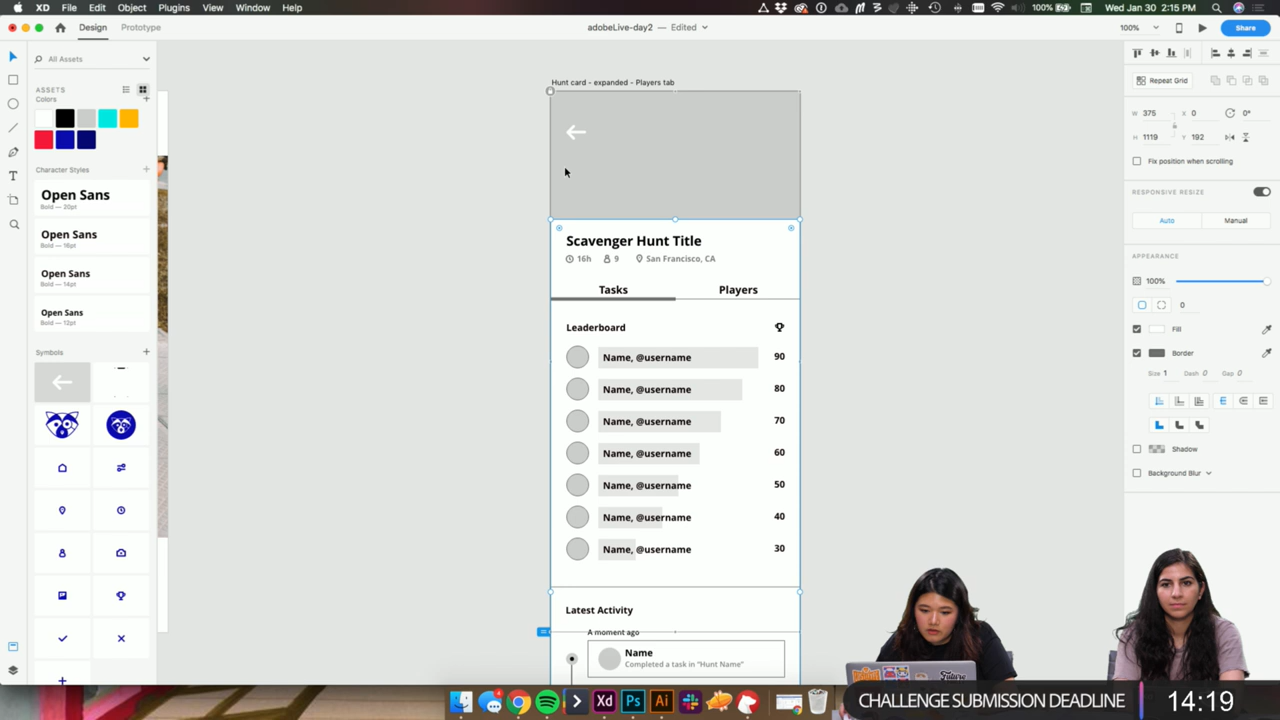 XD File Edit Object Plugins View Window Help
100% Wed Jan 30 2:15 PM
Design Prototype
adobeLive-day2 — Edited
100%
Share
All Assets
ASSETS
Colors
Character Styles
Open Sans
Bold — 20pt
Open Sans
Bold — 16pt
Open Sans
Bold — 14pt
Open Sans
Bold — 12pt
Symbols
Hunt card - expanded - Players tab
Scavenger Hunt Title
16h 9 San Francisco, CA
Tasks Players
Leaderboard
Name, @username 90
Name, @username 80
Name, @username 70
Name, @username 60
Name, @username 50
Name, @username 40
Name, @username 30
Latest Activity
A moment ago
Name
Completed a task in "Hunt Name"
Repeat Grid
W 375 X 0 0°
H 1119 Y 192
Fix position when scrolling
RESPONSIVE RESIZE
Auto Manual
APPEARANCE
100%
0
Fill
Border
Size 1 Dash 0 Gap 0
Shadow
Background Blur
Xd Ps Ai
Future
CHALLENGE SUBMISSION DEADLINE 14:19